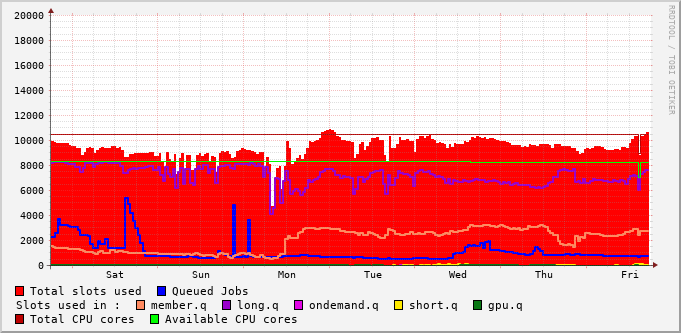 RRDTOOL / TOBI OETIKER
20000
18000
16000
14000
12000
10000
8000
6000
4000
2000
0
Sat Sun Mon Tue Wed Thu Fri
Total slots used Queued Jobs
Slots used in : member.q long.q ondemand.q short.q gpu.q
Total CPU cores Available CPU cores